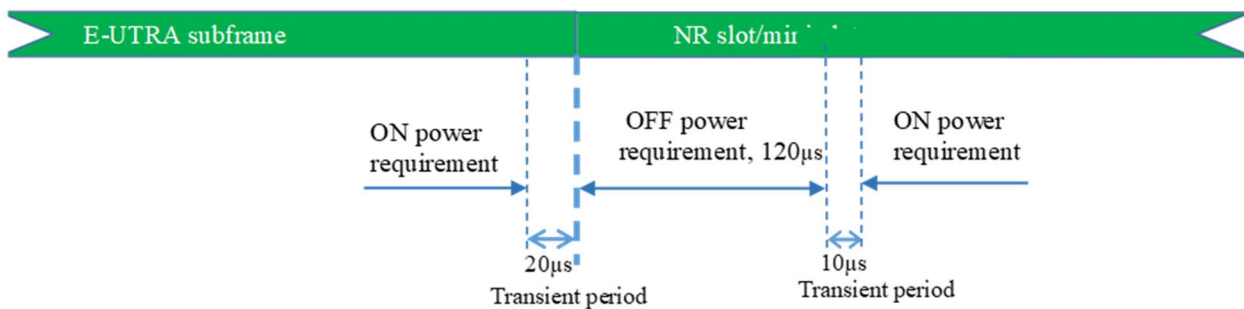 E-UTRA subframe
NR slot/
ON power
requirement
OFF power
requirement, 120μs
ON power
requirement
20μs
Transient period
10μs
Transient period